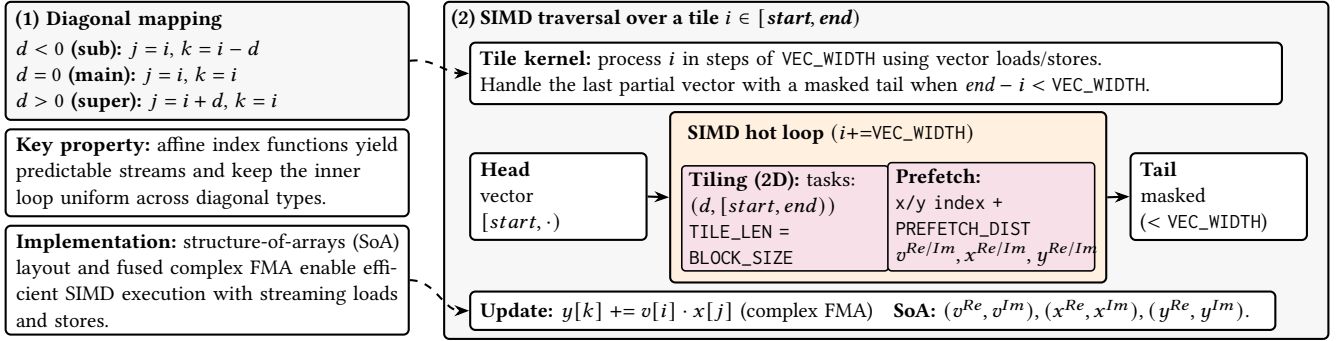 (1) Diagonal mapping
d < 0 (sub): j = i, k = i − d
d = 0 (main): j = i, k = i
d > 0 (super): j = i + d, k = i
Key property: affine index functions yield
predictable streams and keep the inner
loop uniform across diagonal types.
Implementation: structure-of-arrays (SoA)
layout and fused complex FMA enable effi-
cient SIMD execution with streaming loads
and stores.
(2) SIMD traversal over a tile i ∈ [start, end)
Tile kernel: process i in steps of VEC_WIDTH using vector loads/stores.
Handle the last partial vector with a masked tail when end − i < VEC_WIDTH.
Head
vector
[start, ·)
SIMD hot loop (i+=VEC_WIDTH)
Tiling (2D): tasks:
(d, [start, end))
TILE_LEN =
BLOCK_SIZE
Prefetch:
x/y index +
PREFETCH_DIST
v^{Re/Im}, x^{Re/Im}, y^{Re/Im}
Tail
masked
(< VEC_WIDTH)
Update: y[k] += v[i] · x[j] (complex FMA) SoA: (v^{Re}, v^{Im}), (x^{Re}, x^{Im}), (y^{Re}, y^{Im}).